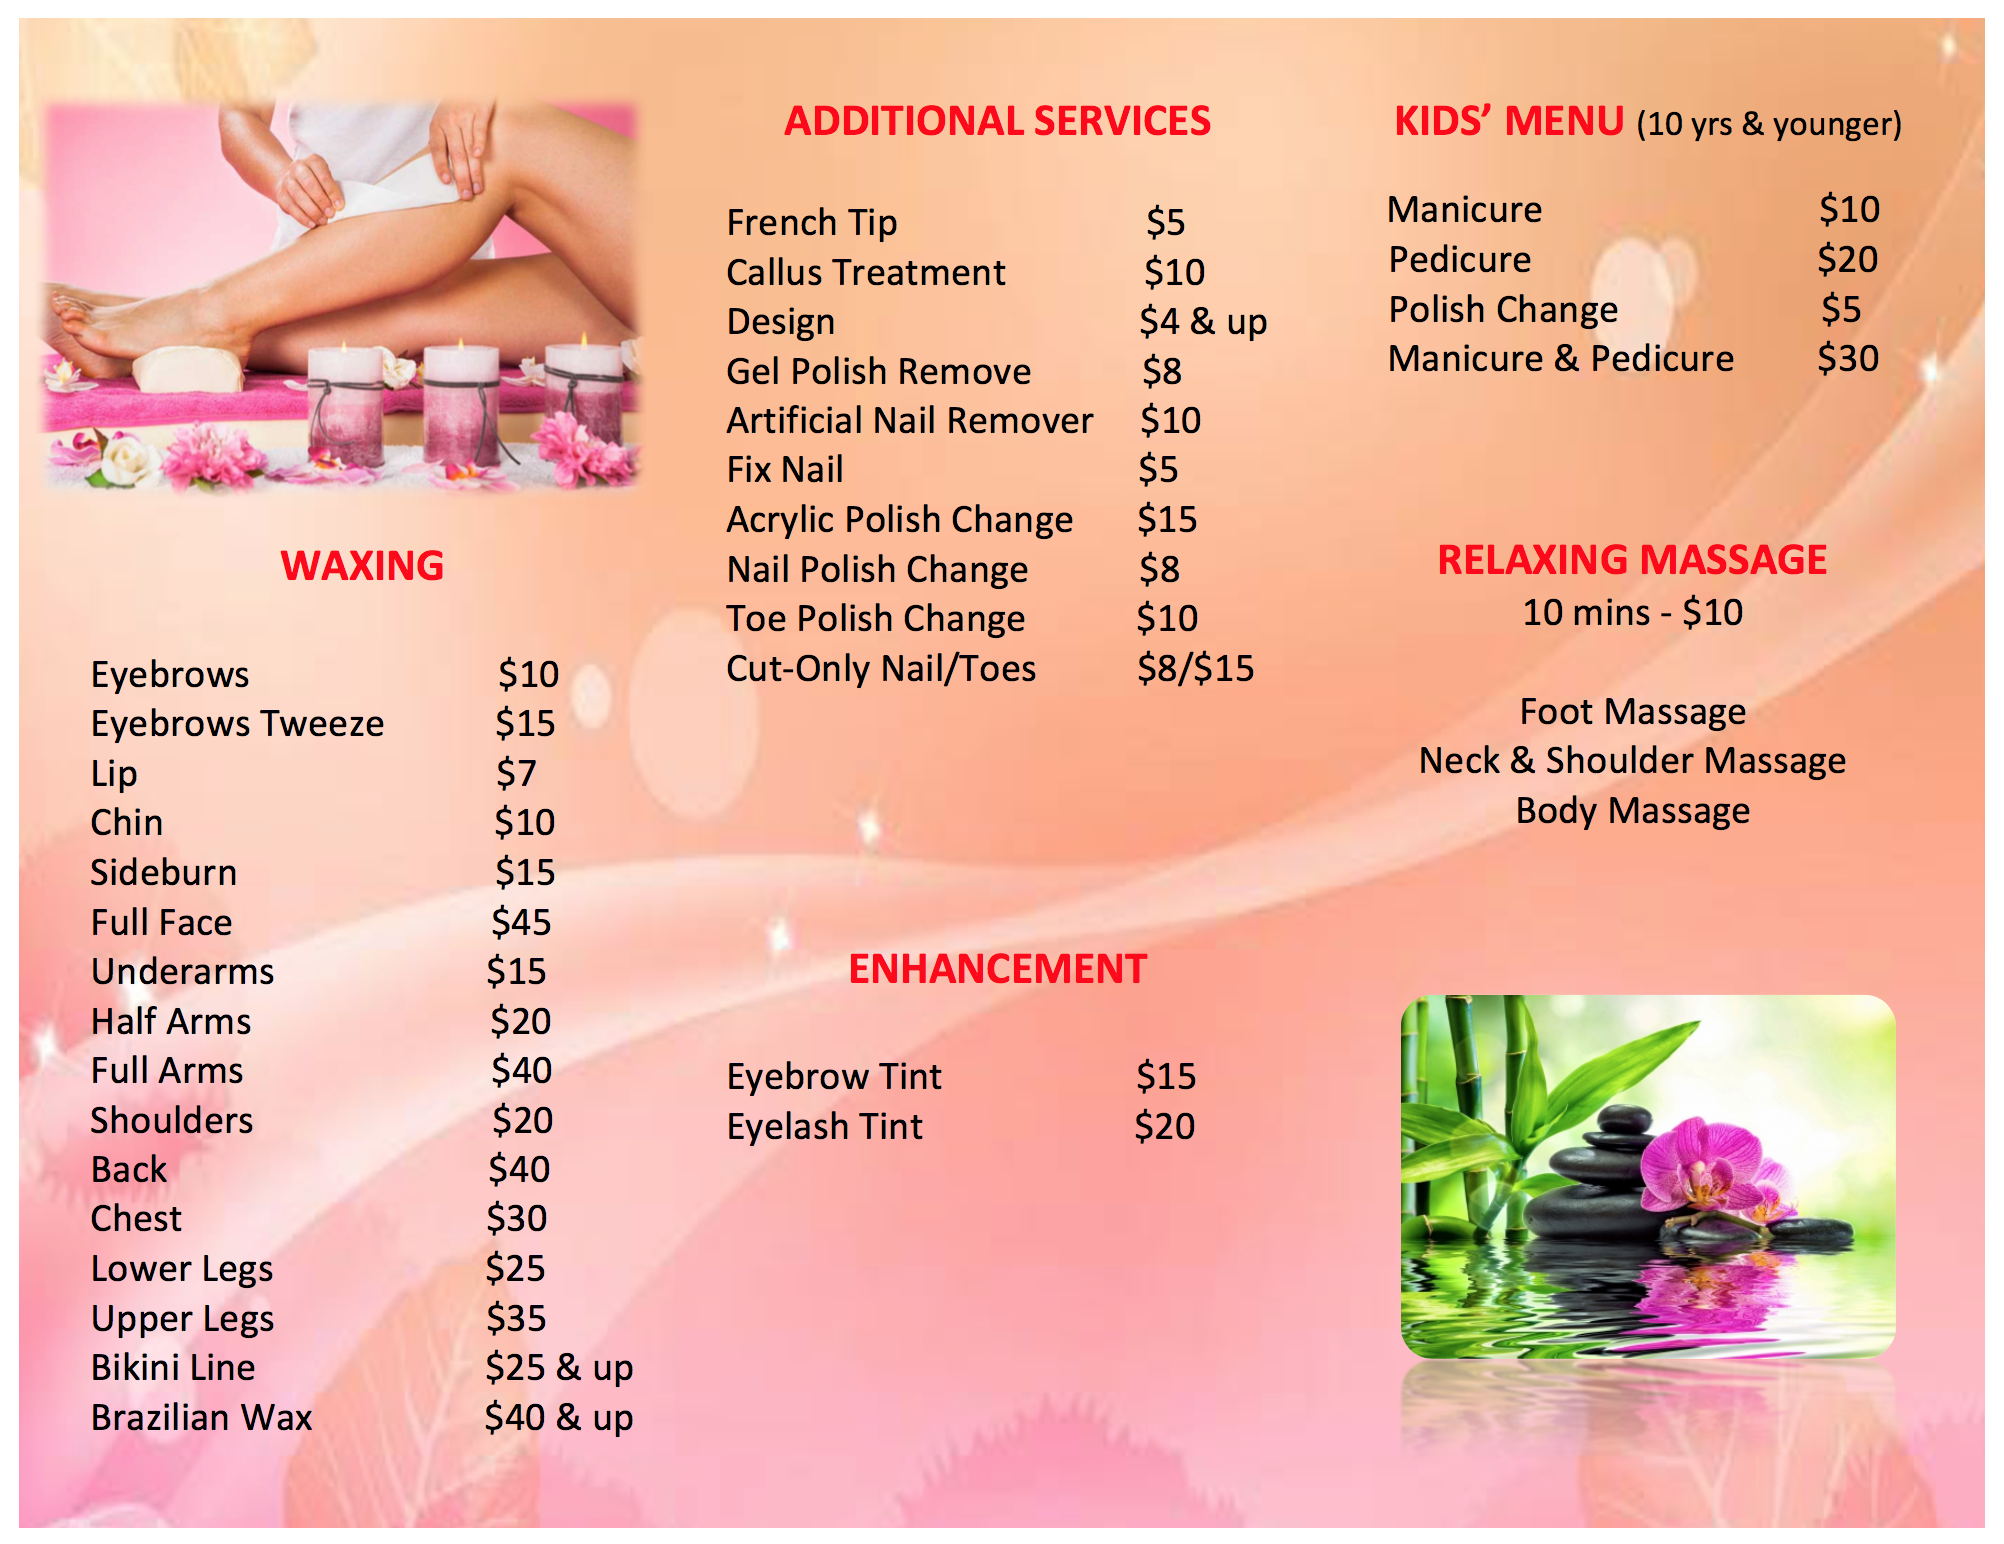 WAXING
Eyebrows $10
Eyebrows Tweeze $15
Lip $7
Chin $10
Sideburn $15
Full Face $45
Underarms $15
Half Arms $20
Full Arms $40
Shoulders $20
Back $40
Chest $30
Lower Legs $25
Upper Legs $35
Bikini Line $25 & up
Brazilian Wax $40 & up
ADDITIONAL SERVICES
French Tip $5
Callus Treatment $10
Design $4 & up
Gel Polish Remove $8
Artificial Nail Remover $10
Fix Nail $5
Acrylic Polish Change $15
Nail Polish Change $8
Toe Polish Change $10
Cut-Only Nail/Toes $8/$15
ENHANCEMENT
Eyebrow Tint $15
Eyelash Tint $20
KIDS’ MENU (10 yrs & younger)
Manicure $10
Pedicure $20
Polish Change $5
Manicure & Pedicure $30
RELAXING MASSAGE
10 mins - $10
Foot Massage
Neck & Shoulder Massage
Body Massage